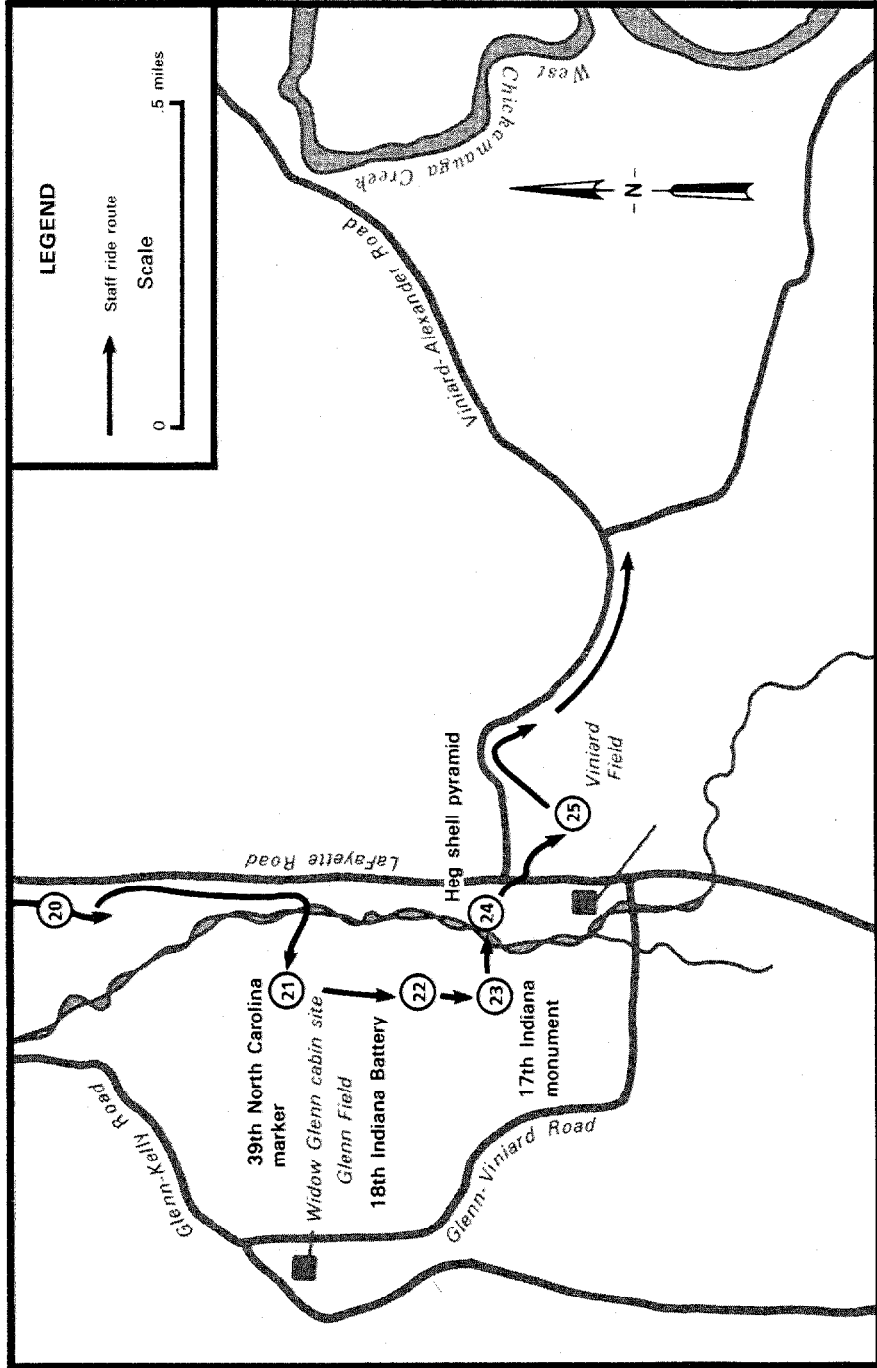 LEGEND
Staff ride route
Scale
0
.5 miles
West
Chickamauga Creek
Viniard-Alexander Road
-N-
LaFayette Road
Glenn-Kelly Road
20
39th North Carolina
marker
21
Widow Glenn cabin site
Glenn Field
18th Indiana Battery
22
23
17th Indiana
monument
Glenn-Viniard Road
Heg shell pyramid
24
25
Viniard
Field